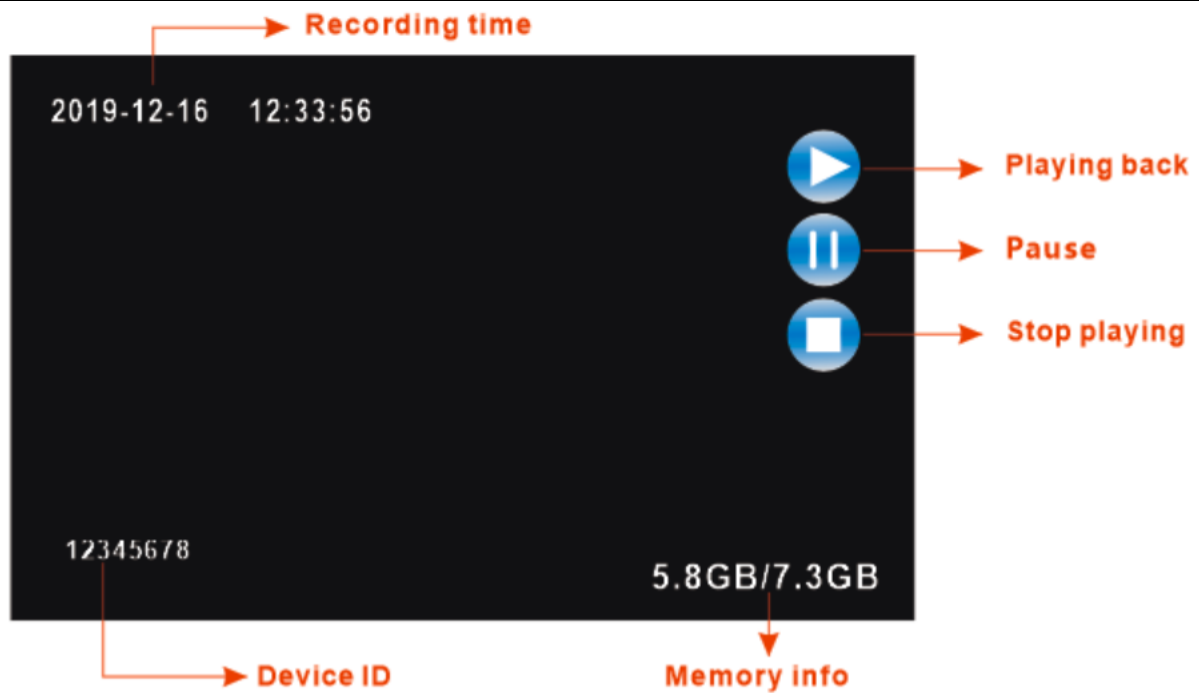 Recording time
2019-12-16 12:33:56
Playing back
Pause
Stop playing
12345678
5.8GB/7.3GB
Device ID
Memory info